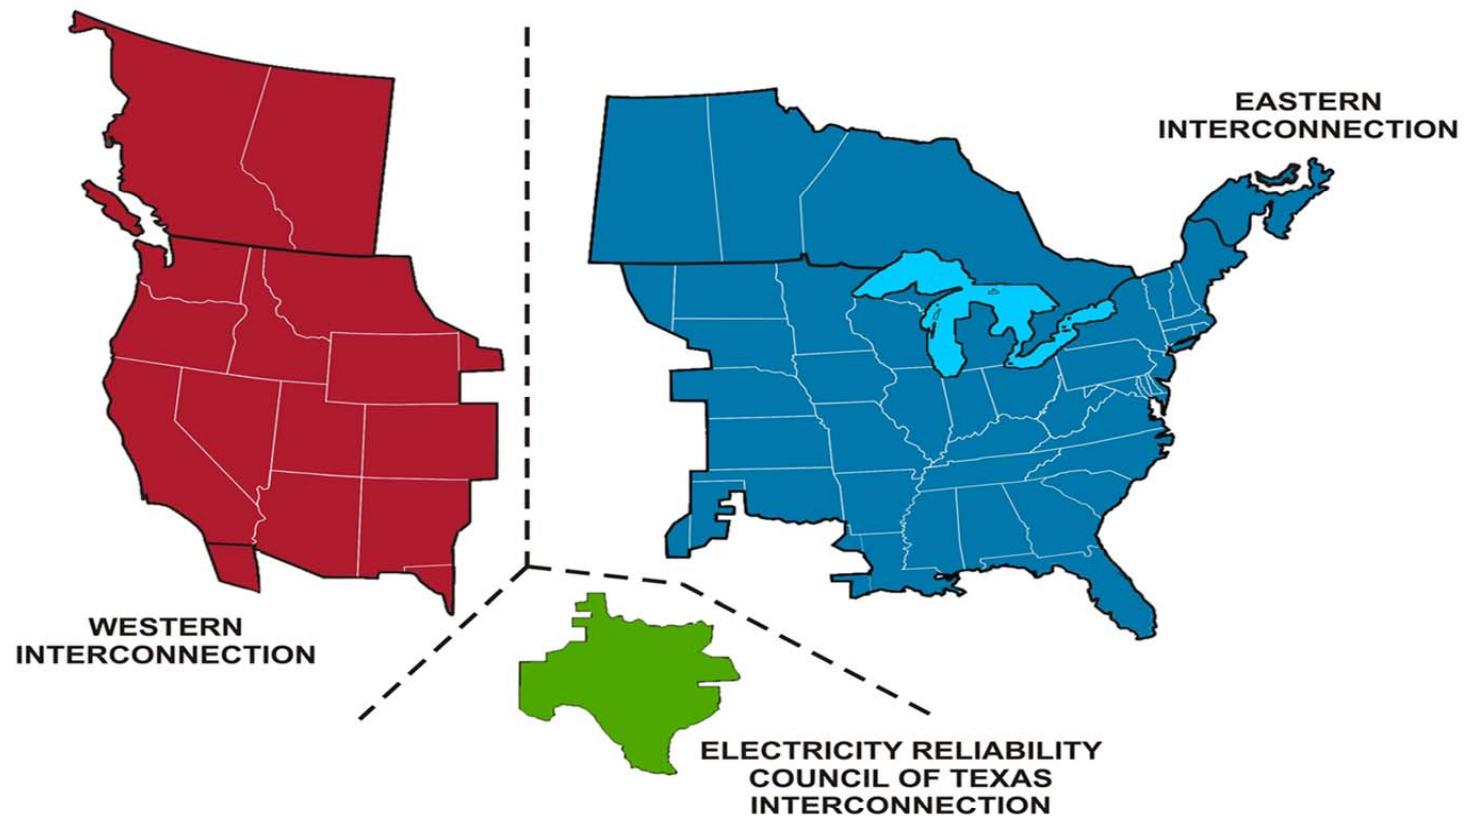 EASTERN
INTERCONNECTION
WESTERN
INTERCONNECTION
ELECTRICITY RELIABILITY
COUNCIL OF TEXAS
INTERCONNECTION